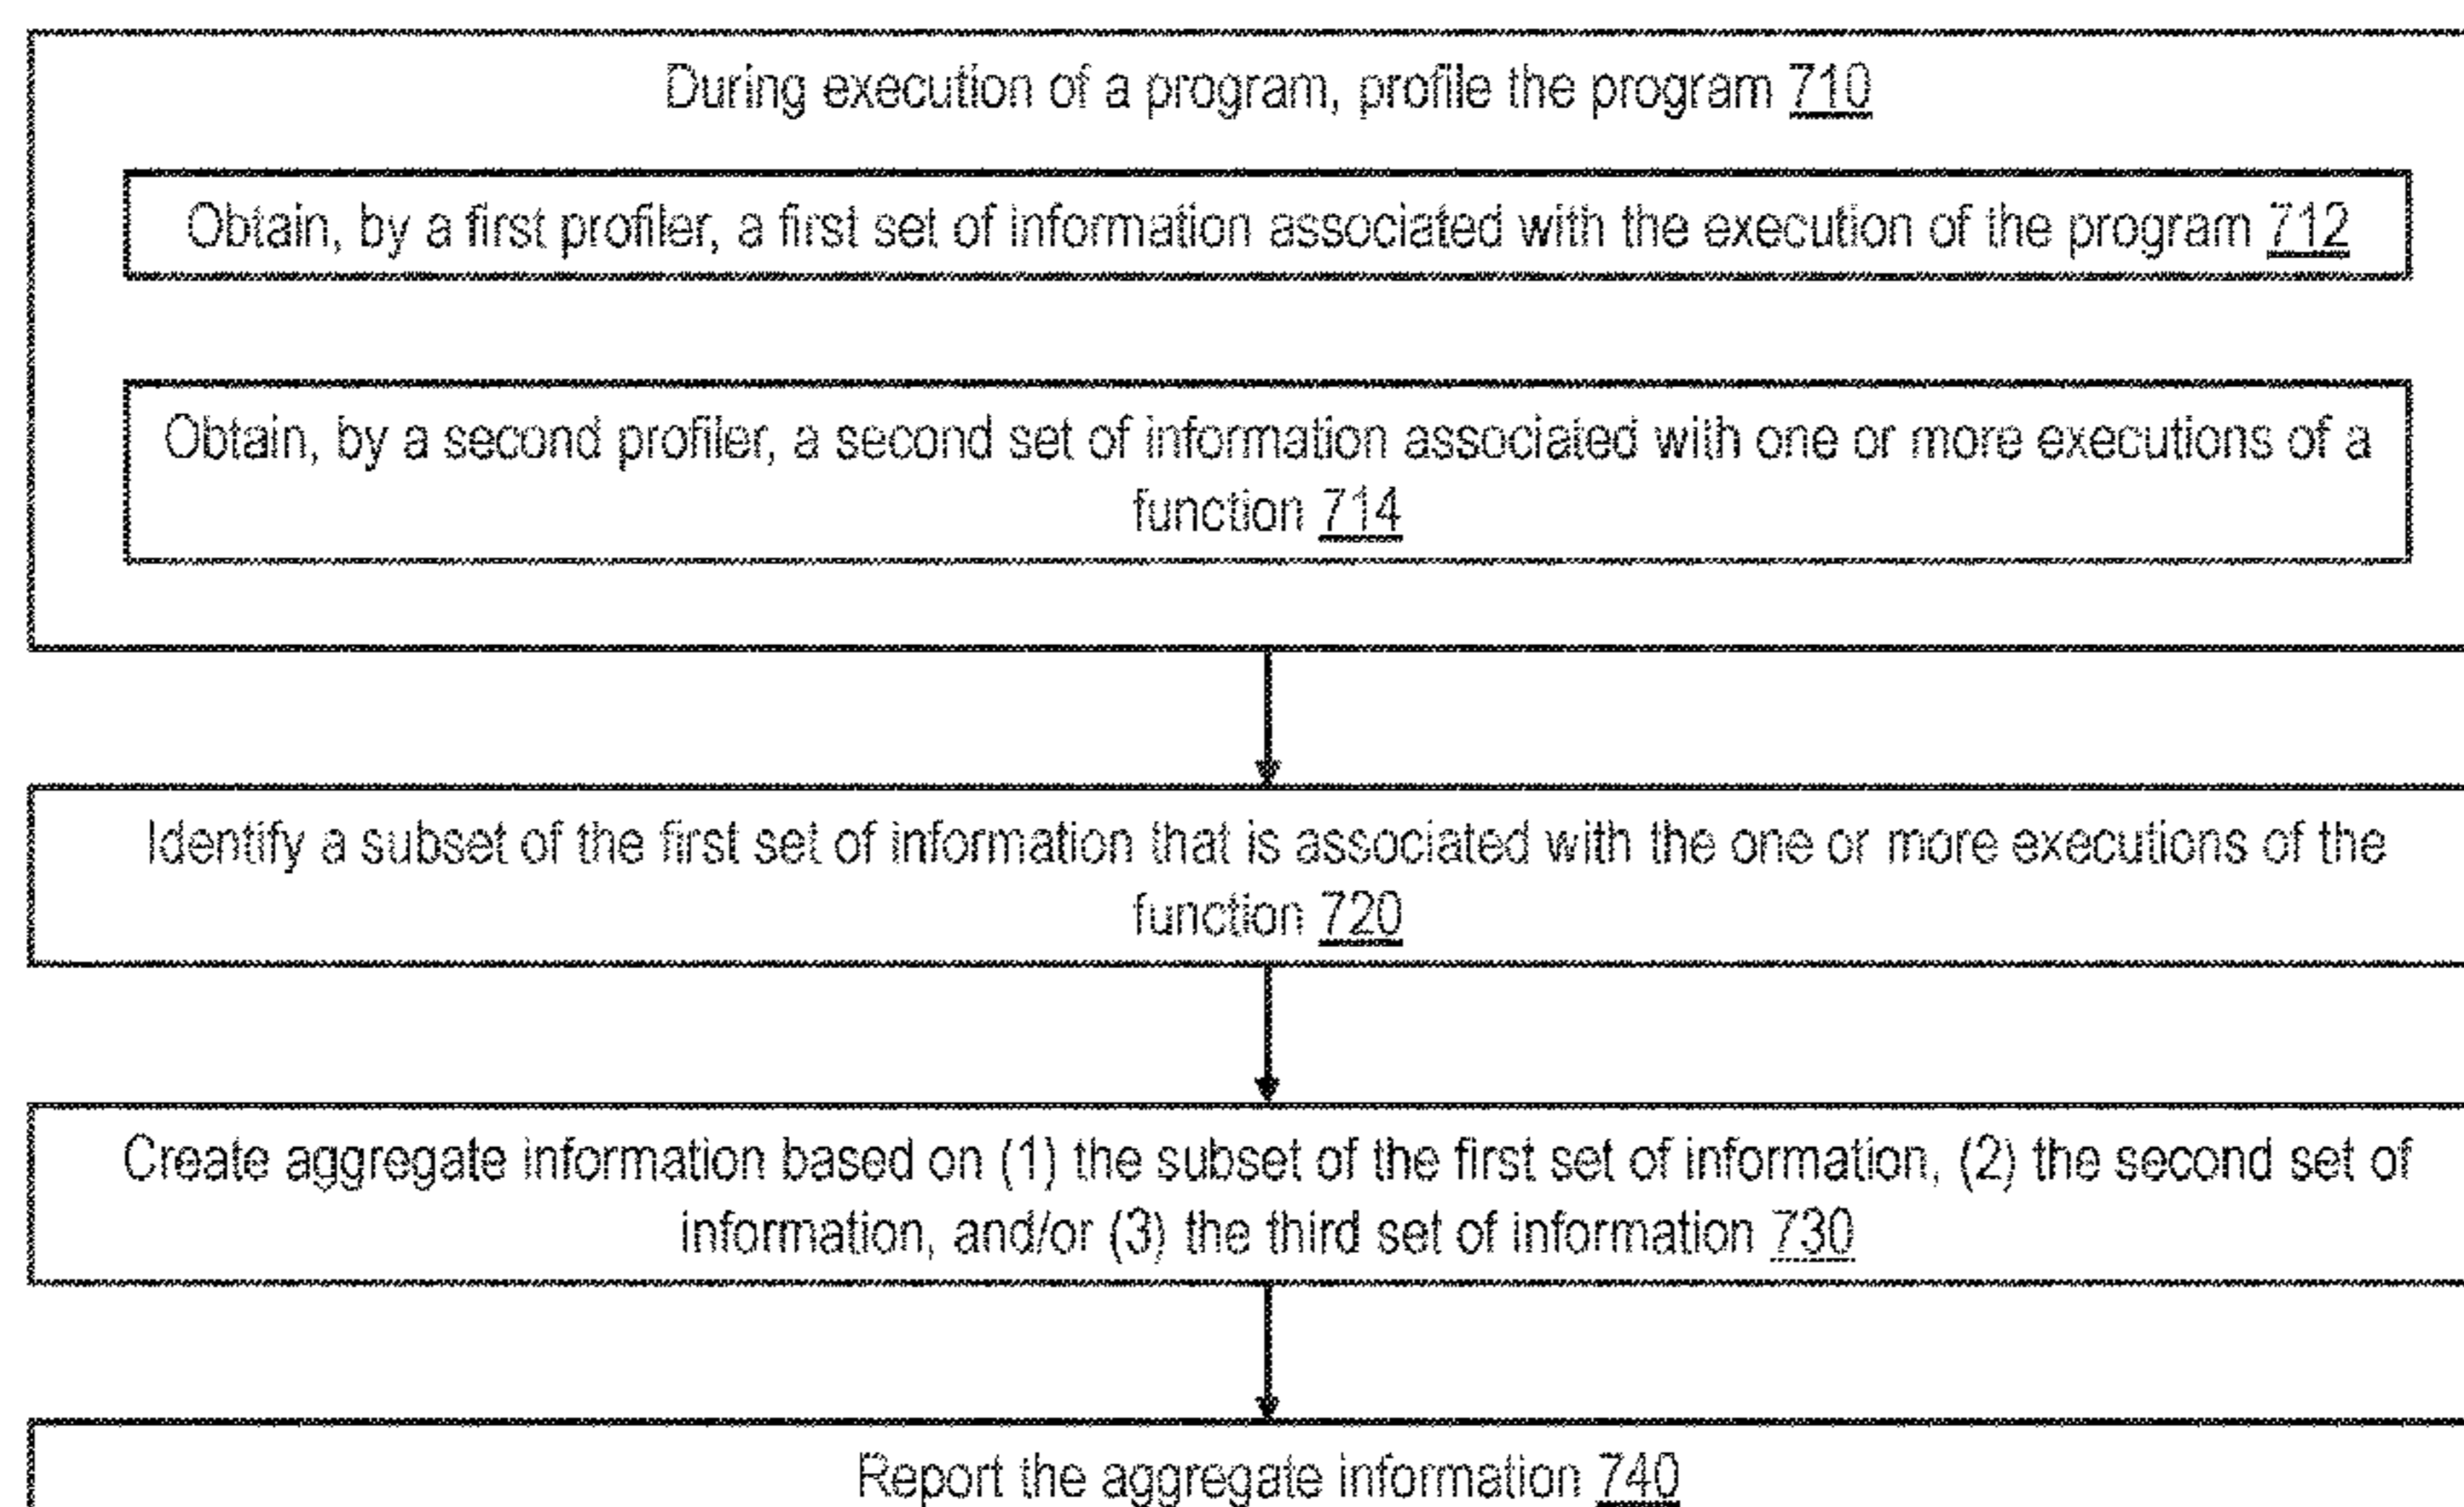 During execution of a program, profile the program 710
Obtain, by a first profiler, a first set of information associated with the execution of the program 712
Obtain, by a second profiler, a second set of information associated with one or more executions of a
function 714
Identify a subset of the first set of information that is associated with the one or more executions of the
function 720
Create aggregate information based on (1) the subset of the first set of information, (2) the second set of
information, and/or (3) the third set of information 730
Report the aggregate information 740